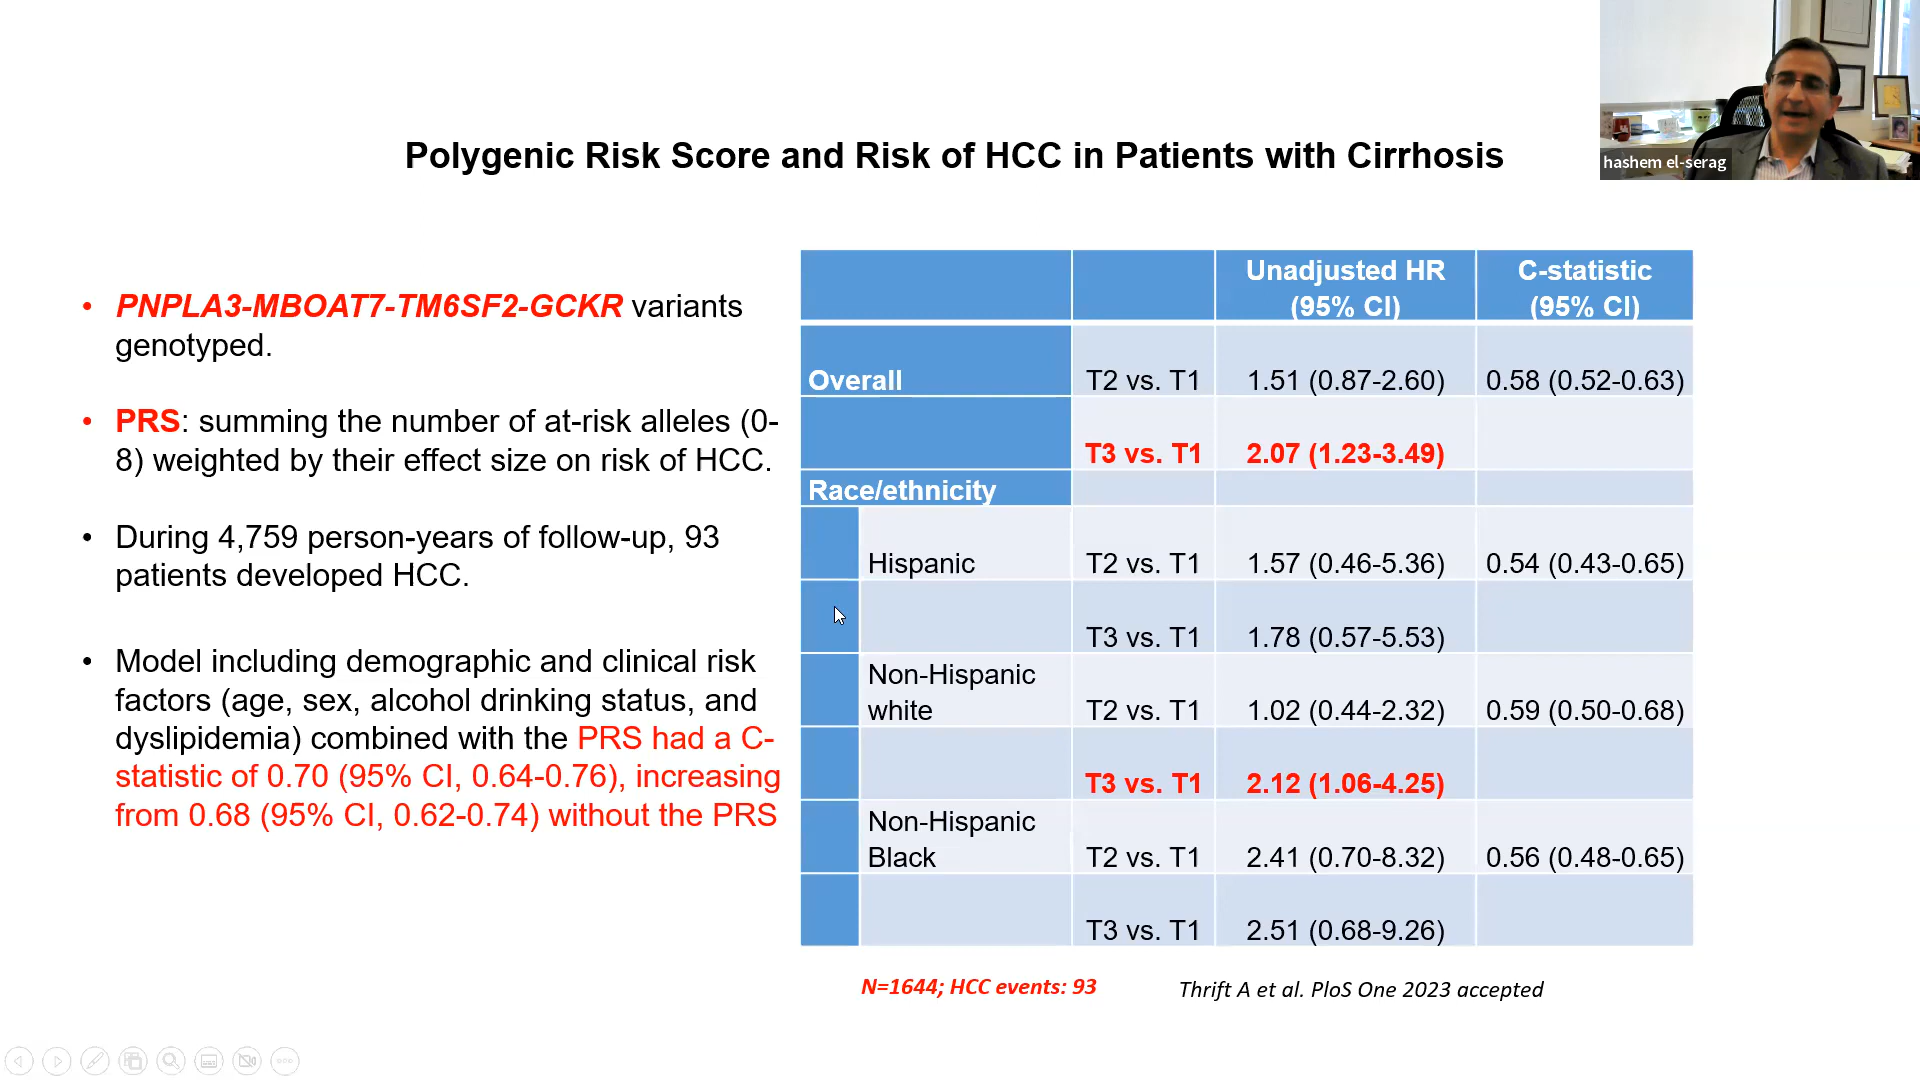 hashem el-serag
Polygenic Risk Score and Risk of HCC in Patients with Cirrhosis
• PNPLA3-MBOAT7-TM6SF2-GCKR variants
genotyped.
• PRS: summing the number of at-risk alleles (0-
8) weighted by their effect size on risk of HCC.
• During 4,759 person-years of follow-up, 93
patients developed HCC.
• Model including demographic and clinical risk
factors (age, sex, alcohol drinking status, and
dyslipidemia) combined with the PRS had a C-
statistic of 0.70 (95% CI, 0.64-0.76), increasing
from 0.68 (95% CI, 0.62-0.74) without the PRS
Unadjusted HR (95% CI) C-statistic (95% CI)
Overall T2 vs. T1 1.51 (0.87-2.60) 0.58 (0.52-0.63)
T3 vs. T1 2.07 (1.23-3.49)
Race/ethnicity
Hispanic T2 vs. T1 1.57 (0.46-5.36) 0.54 (0.43-0.65)
T3 vs. T1 1.78 (0.57-5.53)
Non-Hispanic white T2 vs. T1 1.02 (0.44-2.32) 0.59 (0.50-0.68)
T3 vs. T1 2.12 (1.06-4.25)
Non-Hispanic Black T2 vs. T1 2.41 (0.70-8.32) 0.56 (0.48-0.65)
T3 vs. T1 2.51 (0.68-9.26)
N=1644; HCC events: 93
Thrift A et al. PloS One 2023 accepted